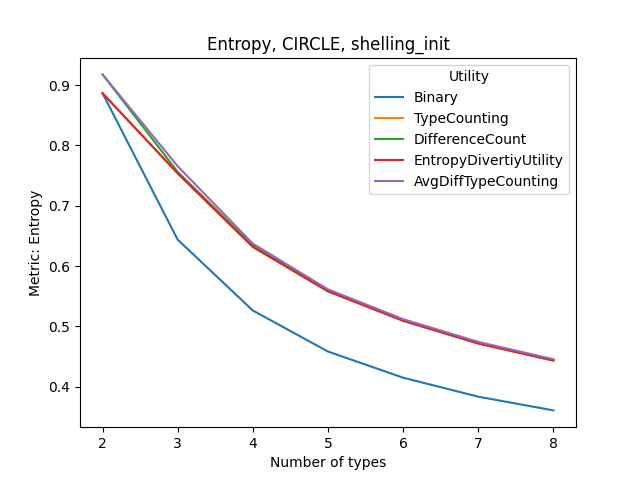 Entropy, CIRCLE, shelling_init
Utility
Binary
TypeCounting
DifferenceCount
EntropyDivertiyUtility
AvgDiffTypeCounting
Metric: Entropy
0.9
0.8
0.7
0.6
0.5
0.4
2 3 4 5 6 7 8
Number of types